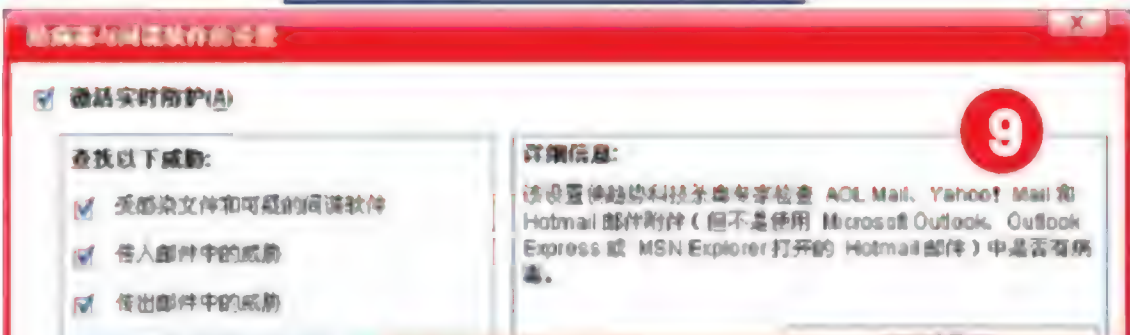 防病毒与间谍软件的设置
X
激活实时防护(A)
9
查找以下威胁:
受感染文件和可疑的间谍软件
传入邮件中的威胁
传出邮件中的威胁
详细信息:
该设置使趋势科技杀毒专家检查 AOL Mail、Yahoo! Mail 和
Hotmail 邮件附件（但不是使用 Microsoft Outlook、Outlook
Express 或 MSN Explorer 打开的 Hotmail 邮件）中是否有病
毒。